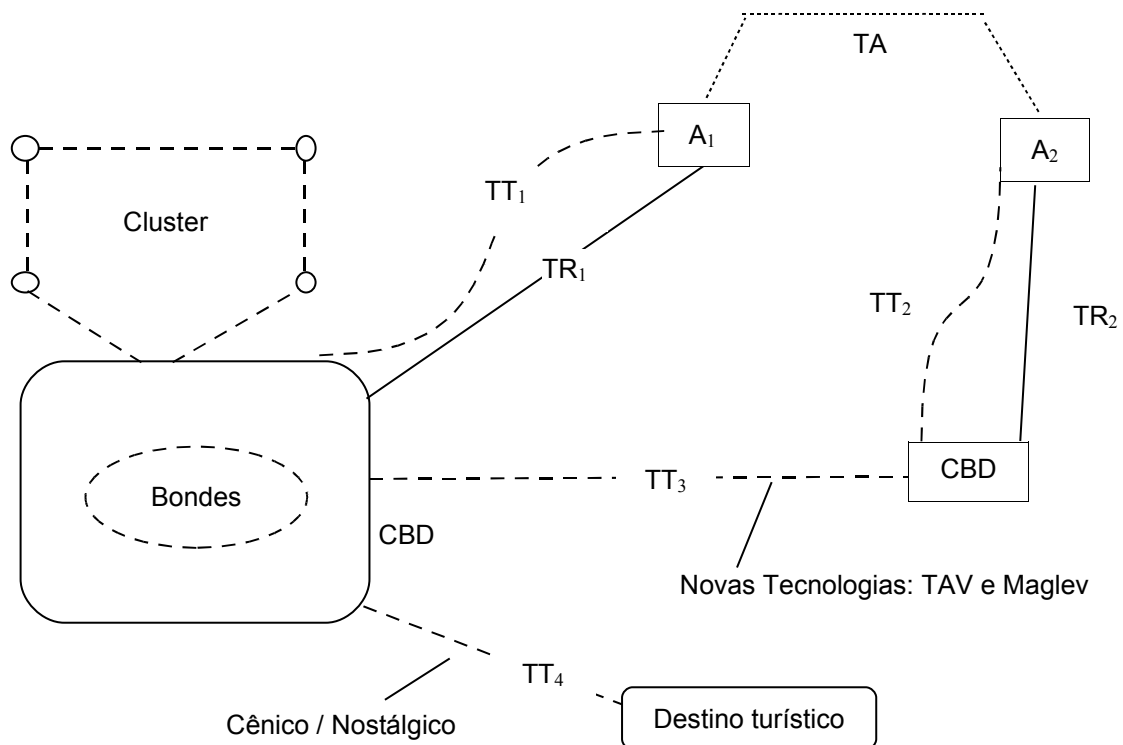 TA
A₁
A₂
TT₁
Cluster
TR₁
TT₂
TR₂
CBD
TT₃
Bondes
CBD
Novas Tecnologias: TAV e Maglev
TT₄
Cênico / Nostálgico
Destino turístico